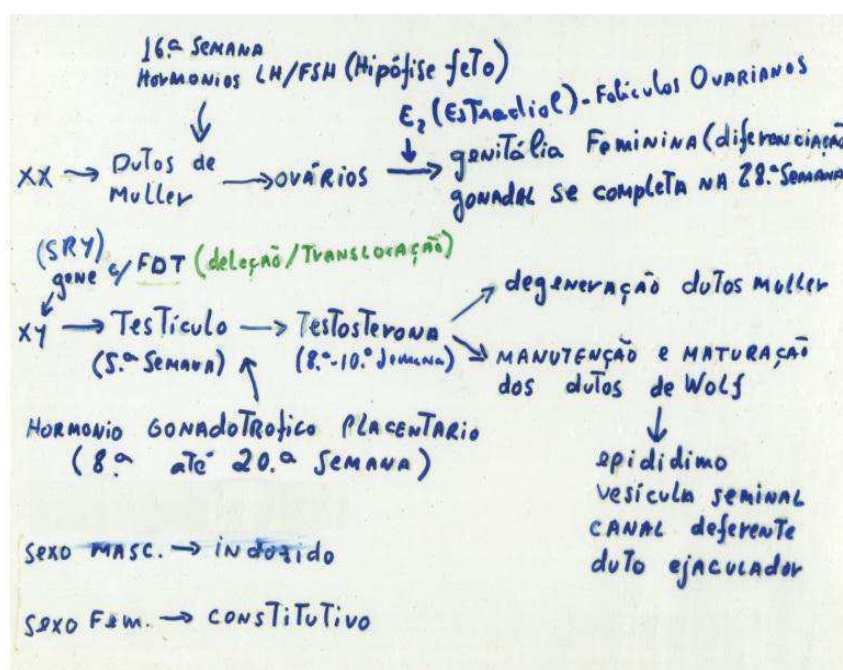 16.ª SEMANA
HORMONIOS LH/FSH (Hipófise feto)
E₂ (ESTRADIOL) - Folículos OVARIANOS
XX → DuTos de Muller → OVÁRIOS → genitália Feminina (diferenciação
gonadal se completa na 28.ª Semana
(SRY) gene c/ FDT (deleção/TRANSLOCAÇÃO)
XY → TesTículo → TesTosTerona
(5.ª Semana) (8.ª-10.ª Semana)
degeneração duTos muller
MANUTENÇÃO e MATURAÇÃO
dos duTos de Wolf
HORMONIO GONADOTROFICO PLACENTARIO
(8.ª até 20.ª SEMANA)
epididimo
vesícula seminal
CANAL deferente
duTo ejaculador
Sexo MASC. → induzido
Sexo Fem. → CONSTITUTIVO